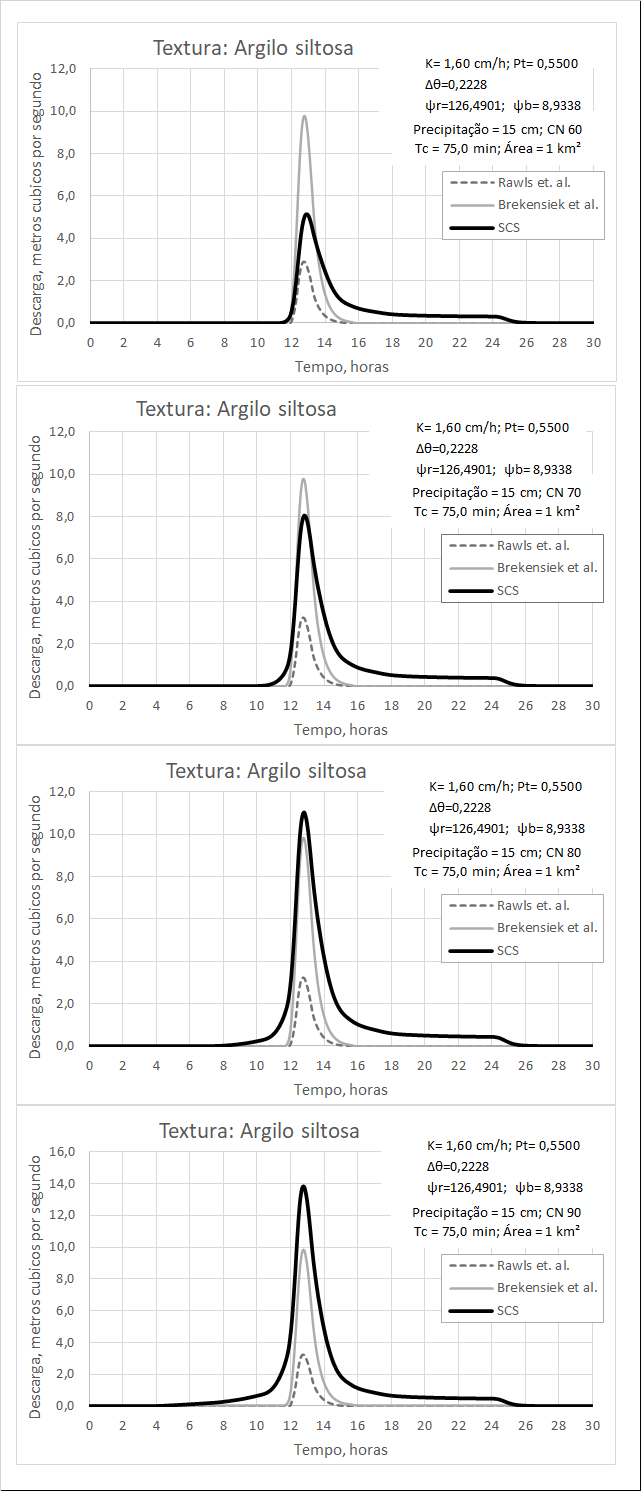 Textura: Argilo siltosa
K= 1,60 cm/h; Pt= 0,5500
Δθ=0,2228
ψr=126,4901; ψb= 8,9338
Precipitação = 15 cm; CN 60
Tc = 75,0 min; Área = 1 km²
Rawls et. al.
Brekensiek et al.
SCS
Descarga, metros cubicos por segundo
12,0
10,0
8,0
6,0
4,0
2,0
0,0
0 2 4 6 8 10 12 14 16 18 20 22 24 26 28 30
Tempo, horas
Textura: Argilo siltosa
K= 1,60 cm/h; Pt= 0,5500
Δθ=0,2228
ψr=126,4901; ψb= 8,9338
Precipitação = 15 cm; CN 70
Tc = 75,0 min; Área = 1 km²
Rawls et. al.
Brekensiek et al.
SCS
Descarga, metros cubicos por segundo
12,0
10,0
8,0
6,0
4,0
2,0
0,0
0 2 4 6 8 10 12 14 16 18 20 22 24 26 28 30
Tempo, horas
Textura: Argilo siltosa
K= 1,60 cm/h; Pt= 0,5500
Δθ=0,2228
ψr=126,4901; ψb= 8,9338
Precipitação = 15 cm; CN 80
Tc = 75,0 min; Área = 1 km²
Rawls et. al.
Brekensiek et al.
SCS
Descarga, metros cubicos por segundo
12,0
10,0
8,0
6,0
4,0
2,0
0,0
0 2 4 6 8 10 12 14 16 18 20 22 24 26 28 30
Tempo, horas
Textura: Argilo siltosa
K= 1,60 cm/h; Pt= 0,5500
Δθ=0,2228
ψr=126,4901; ψb= 8,9338
Precipitação = 15 cm; CN 90
Tc = 75,0 min; Área = 1 km²
Rawls et. al.
Brekensiek et al.
SCS
Descarga, metros cubicos por segundo
16,0
14,0
12,0
10,0
8,0
6,0
4,0
2,0
0,0
0 2 4 6 8 10 12 14 16 18 20 22 24 26 28 30
Tempo, horas